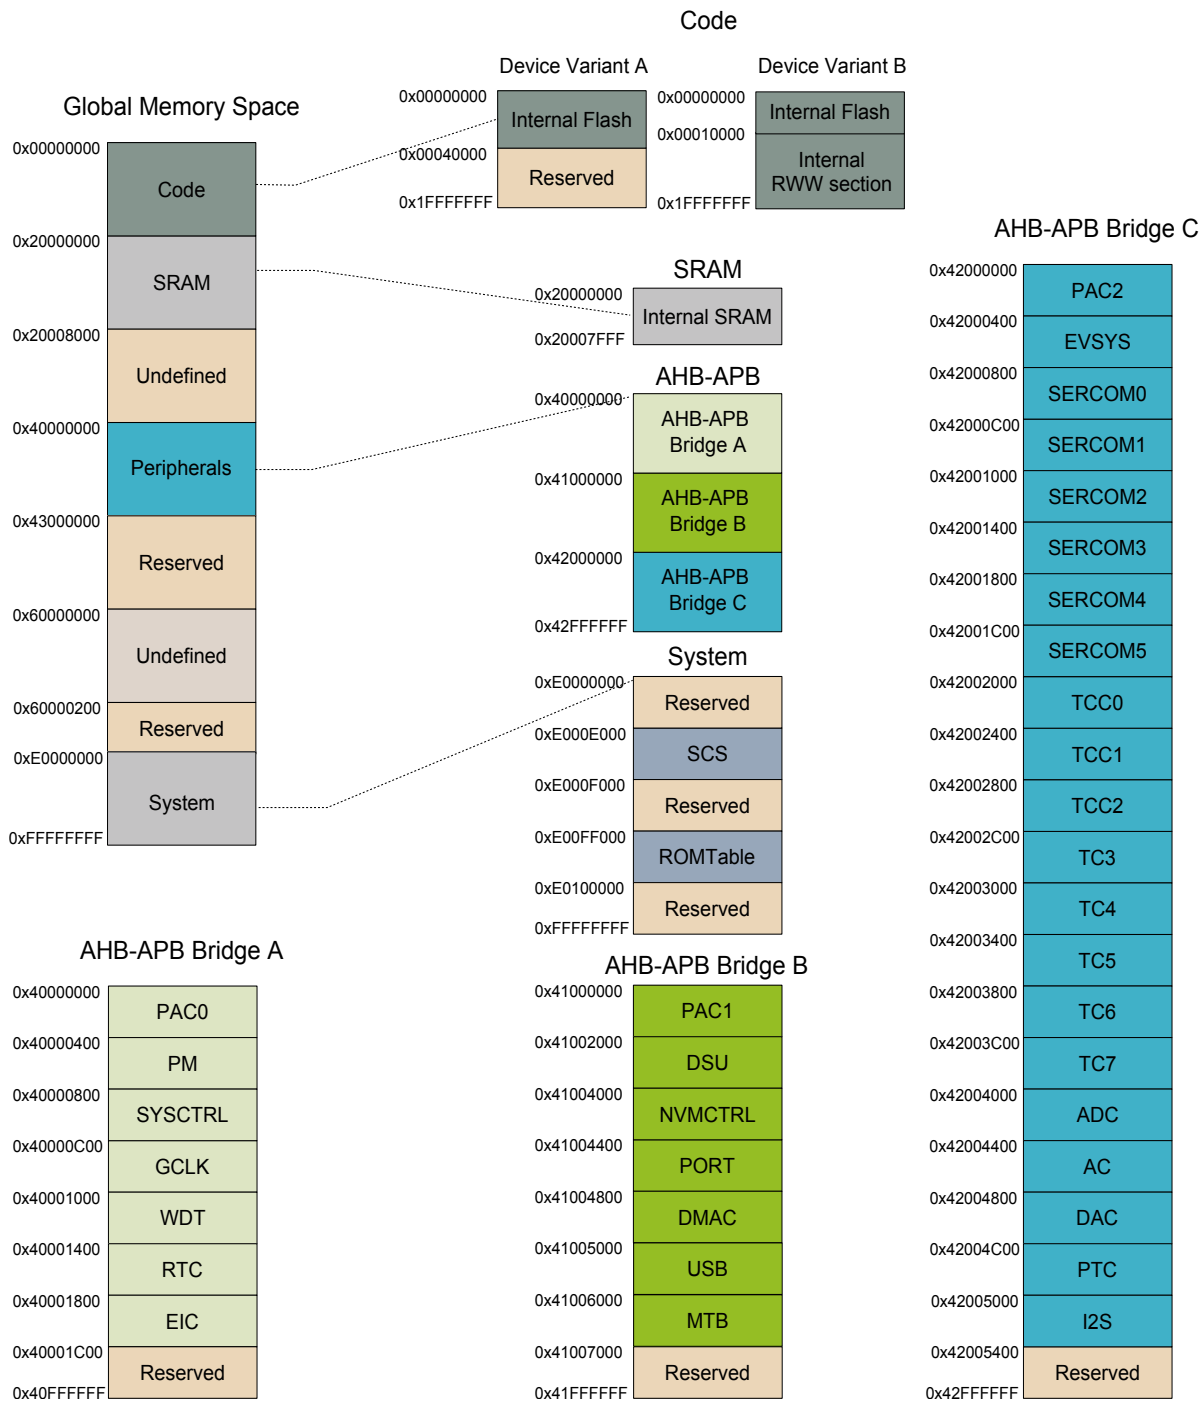 Code
Device Variant A
0x00000000
Internal Flash
0x00040000
Reserved
0x1FFFFFFF
Device Variant B
0x00000000
Internal Flash
0x00010000
Internal
RWW section
0x1FFFFFFF
Global Memory Space
0x00000000
Code
0x20000000
SRAM
0x20008000
Undefined
0x40000000
Peripherals
0x43000000
Reserved
0x60000000
Undefined
0x60000200
Reserved
0xE0000000
System
0xFFFFFFFF
SRAM
0x20000000
Internal SRAM
0x20007FFF
AHB-APB
0x40000000
AHB-APB
Bridge A
0x41000000
AHB-APB
Bridge B
0x42000000
AHB-APB
Bridge C
0x42FFFFFF
System
0xE0000000
Reserved
0xE000E000
SCS
0xE000F000
Reserved
0xE00FF000
ROMTable
0xE0100000
Reserved
0xFFFFFFFF
AHB-APB Bridge A
0x40000000
PAC0
0x40000400
PM
0x40000800
SYSCTRL
0x40000C00
GCLK
0x40001000
WDT
0x40001400
RTC
0x40001800
EIC
0x40001C00
Reserved
0x40FFFFFF
AHB-APB Bridge B
0x41000000
PAC1
0x41002000
DSU
0x41004000
NVMCTRL
0x41004400
PORT
0x41004800
DMAC
0x41005000
USB
0x41006000
MTB
0x41007000
Reserved
0x41FFFFFF
AHB-APB Bridge C
0x42000000
PAC2
0x42000400
EVSYS
0x42000800
SERCOM0
0x42000C00
SERCOM1
0x42001000
SERCOM2
0x42001400
SERCOM3
0x42001800
SERCOM4
0x42001C00
SERCOM5
0x42002000
TCC0
0x42002400
TCC1
0x42002800
TCC2
0x42002C00
TC3
0x42003000
TC4
0x42003400
TC5
0x42003800
TC6
0x42003C00
TC7
0x42004000
ADC
0x42004400
AC
0x42004800
DAC
0x42004C00
PTC
0x42005000
I2S
0x42005400
Reserved
0x42FFFFFF